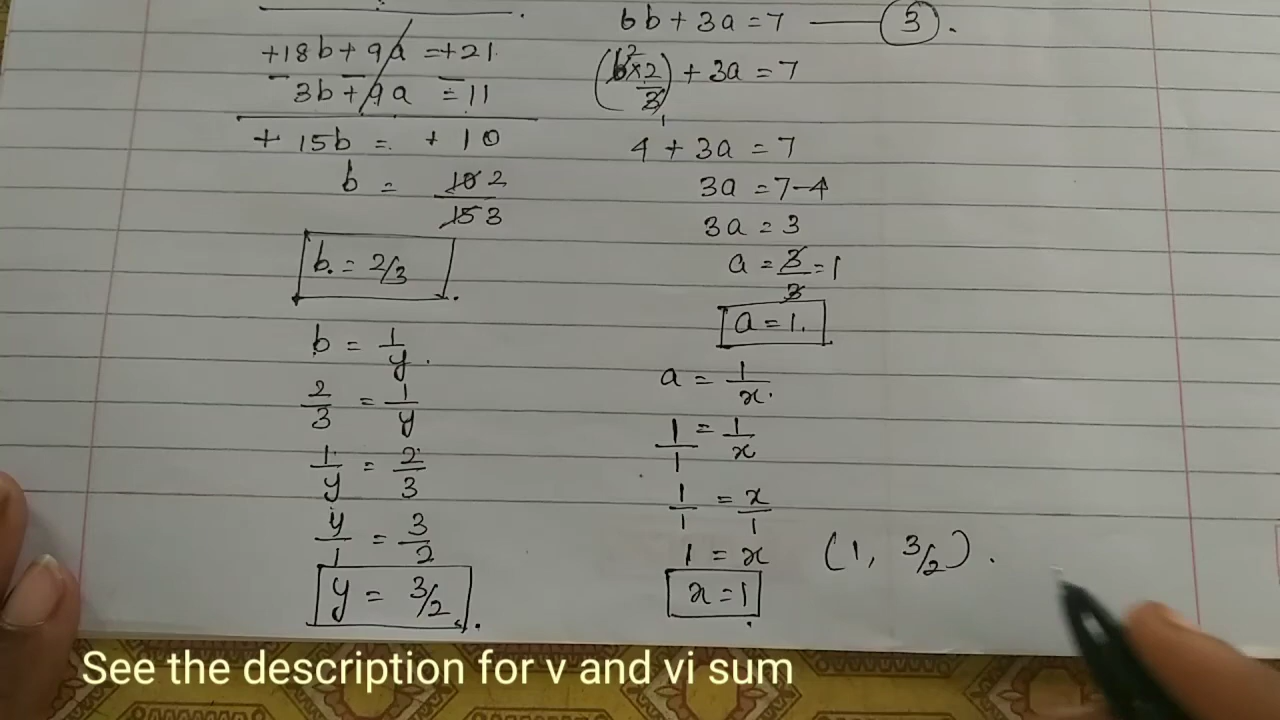 +18b + 9a = +21
− − −
3b + 9a = 11
+ 15b = + 10
b = 10 2 / 15 3
b = 2/3
b = 1/y
2/3 = 1/y
1/y = 2/3
y/1 = 3/2
y = 3/2
6b + 3a = 7 —— 3
(6² × 2/3 1) + 3a = 7
4 + 3a = 7
3a = 7 − 4
3a = 3
a = 3/3 = 1
a = 1.
a = 1/x.
1/1 = 1/x
1/1 = x/1
1 = x
x = 1
(1, 3/2).
See the description for v and vi sum